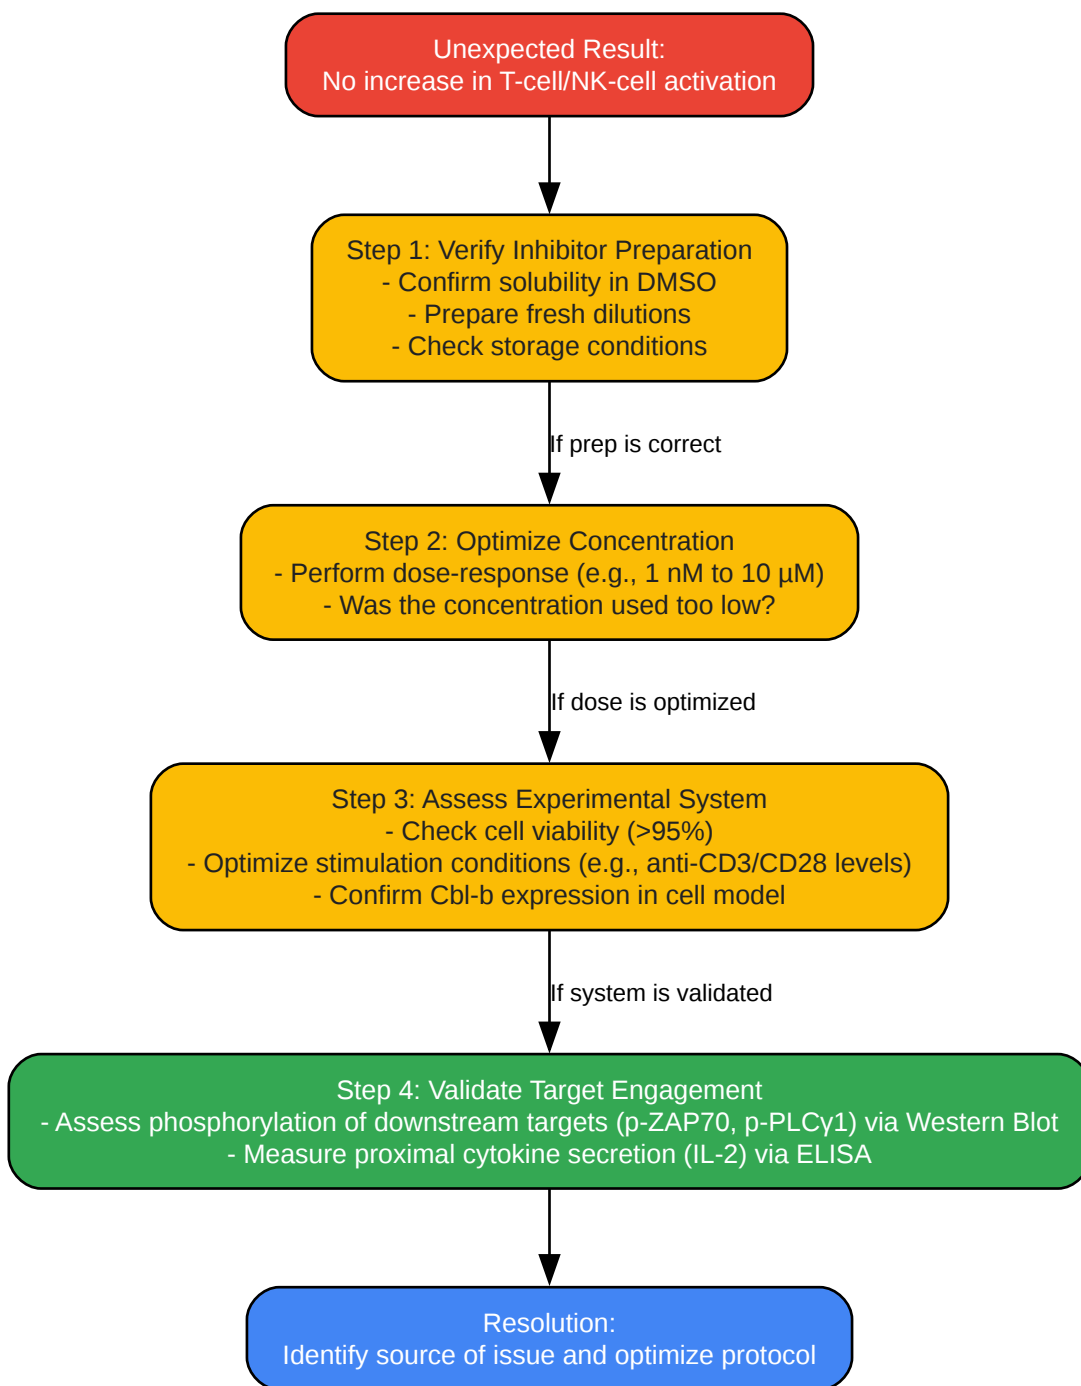 Unexpected Result:
No increase in T-cell/NK-cell activation
Step 1: Verify Inhibitor Preparation
- Confirm solubility in DMSO
- Prepare fresh dilutions
- Check storage conditions
If prep is correct
Step 2: Optimize Concentration
- Perform dose-response (e.g., 1 nM to 10 µM)
- Was the concentration used too low?
If dose is optimized
Step 3: Assess Experimental System
- Check cell viability (>95%)
- Optimize stimulation conditions (e.g., anti-CD3/CD28 levels)
- Confirm Cbl-b expression in cell model
If system is validated
Step 4: Validate Target Engagement
- Assess phosphorylation of downstream targets (p-ZAP70, p-PLCγ1) via Western Blot
- Measure proximal cytokine secretion (IL-2) via ELISA
Resolution:
Identify source of issue and optimize protocol